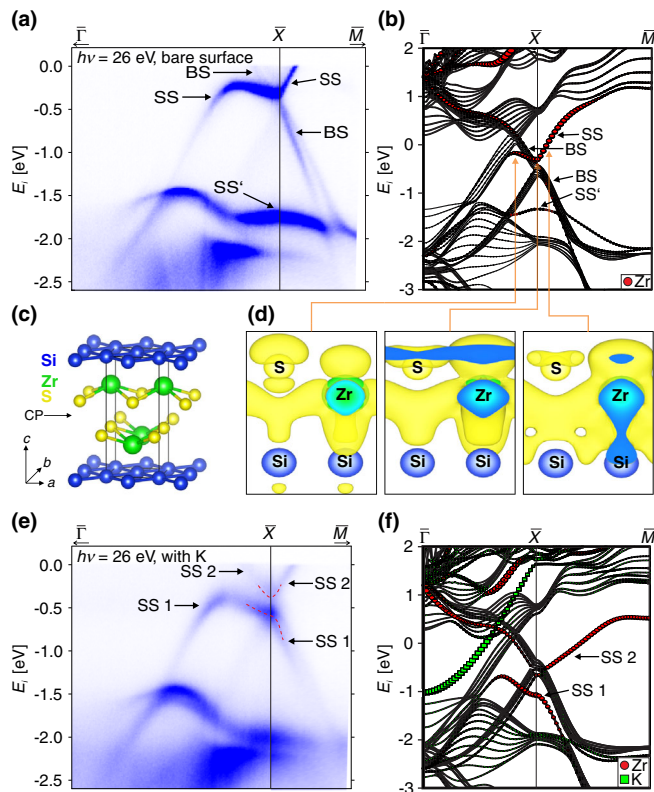 (a)
Γ̅ X̅ M̅
hν = 26 eV, bare surface
BS
SS
SS
BS
SS‘
0.0
-0.5
-1.0
-1.5
-2.0
-2.5
Ei [eV]
(b)
Γ̅ X̅ M̅
2
1
0
-1
-2
-3
Ei [eV]
SS
BS
BS
SS‘
Zr
(c)
Si
Zr
S
CP
c
b
a
(d)
S
Zr
Si Si
S
Zr
Si Si
S
Zr
Si Si
(e)
Γ̅ X̅ M̅
hν = 26 eV, with K
SS 2
SS 2
SS 1
SS 1
0.0
-0.5
-1.0
-1.5
-2.0
-2.5
Ei [eV]
(f)
Γ̅ X̅ M̅
2
1
0
-1
-2
-3
Ei [eV]
SS 2
SS 1
Zr
K